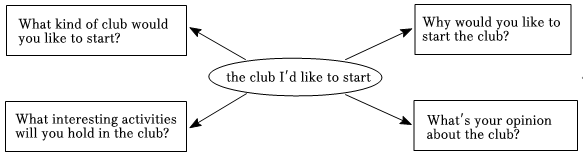 What kind of club would
you like to start?
Why would you like to
start the club?
the club I'd like to start
What interesting activities
will you hold in the club?
What's your opinion
about the club?